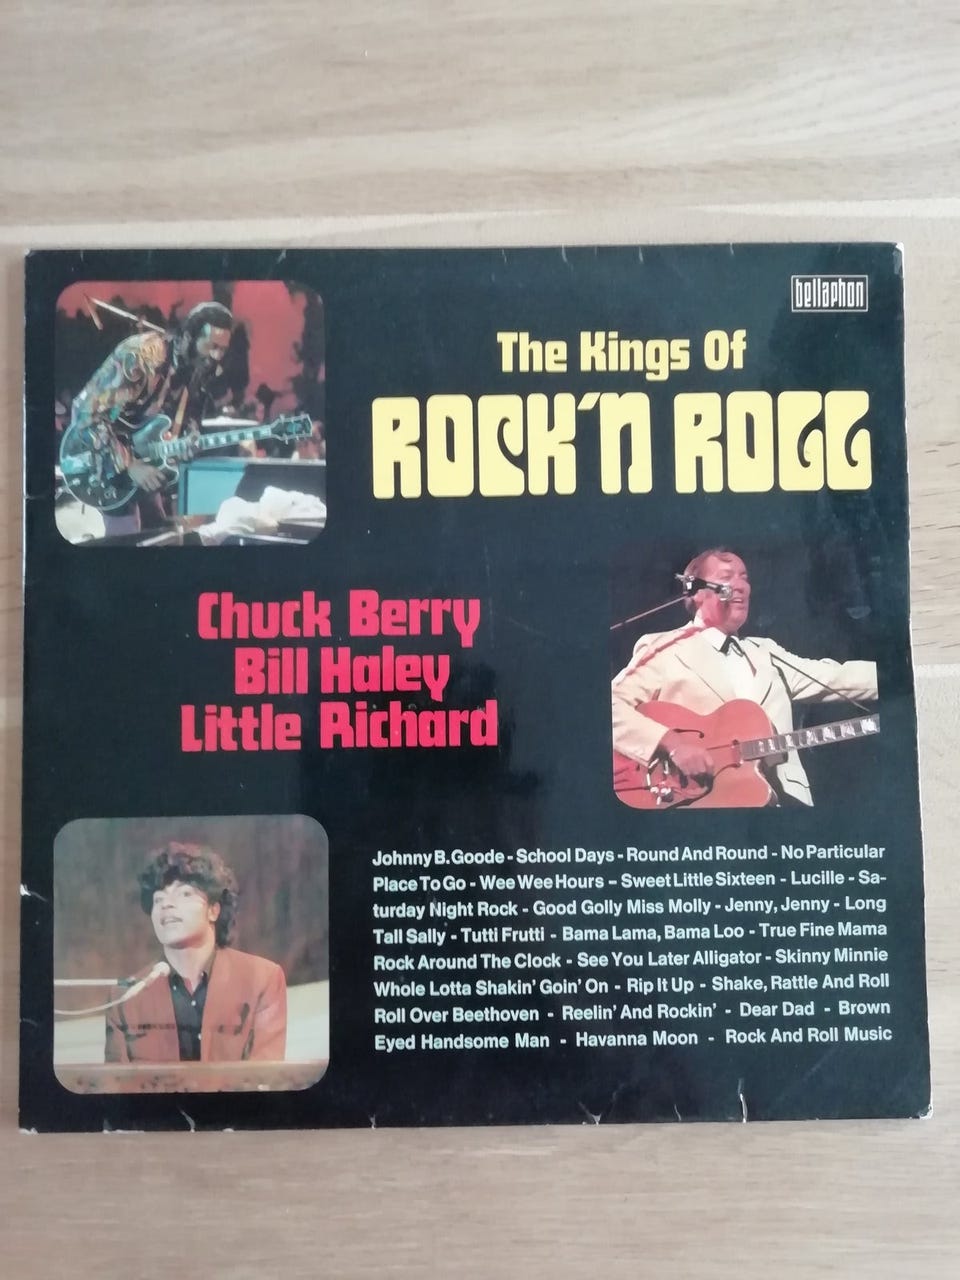 bellaphon
The Kings Of
ROCK'N ROLL
Chuck Berry
Bill Haley
Little Richard
Johnny B. Goode - School Days - Round And Round - No Particular
Place To Go - Wee Wee Hours - Sweet Little Sixteen - Lucille - Sa-
turday Night Rock - Good Golly Miss Molly - Jenny, Jenny - Long
Tall Sally - Tutti Frutti - Bama Lama, Bama Loo - True Fine Mama
Rock Around The Clock - See You Later Alligator - Skinny Minnie
Whole Lotta Shakin' Goin' On - Rip It Up - Shake, Rattle And Roll
Roll Over Beethoven - Reelin' And Rockin' - Dear Dad - Brown
Eyed Handsome Man - Havanna Moon - Rock And Roll Music